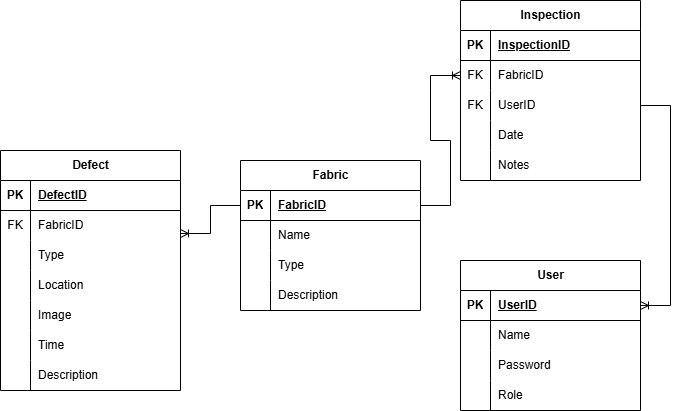 Inspection
PK InspectionID
FK FabricID
FK UserID
Date
Notes
Defect
PK DefectID
FK FabricID
Type
Location
Image
Time
Description
Fabric
PK FabricID
Name
Type
Description
User
PK UserID
Name
Password
Role